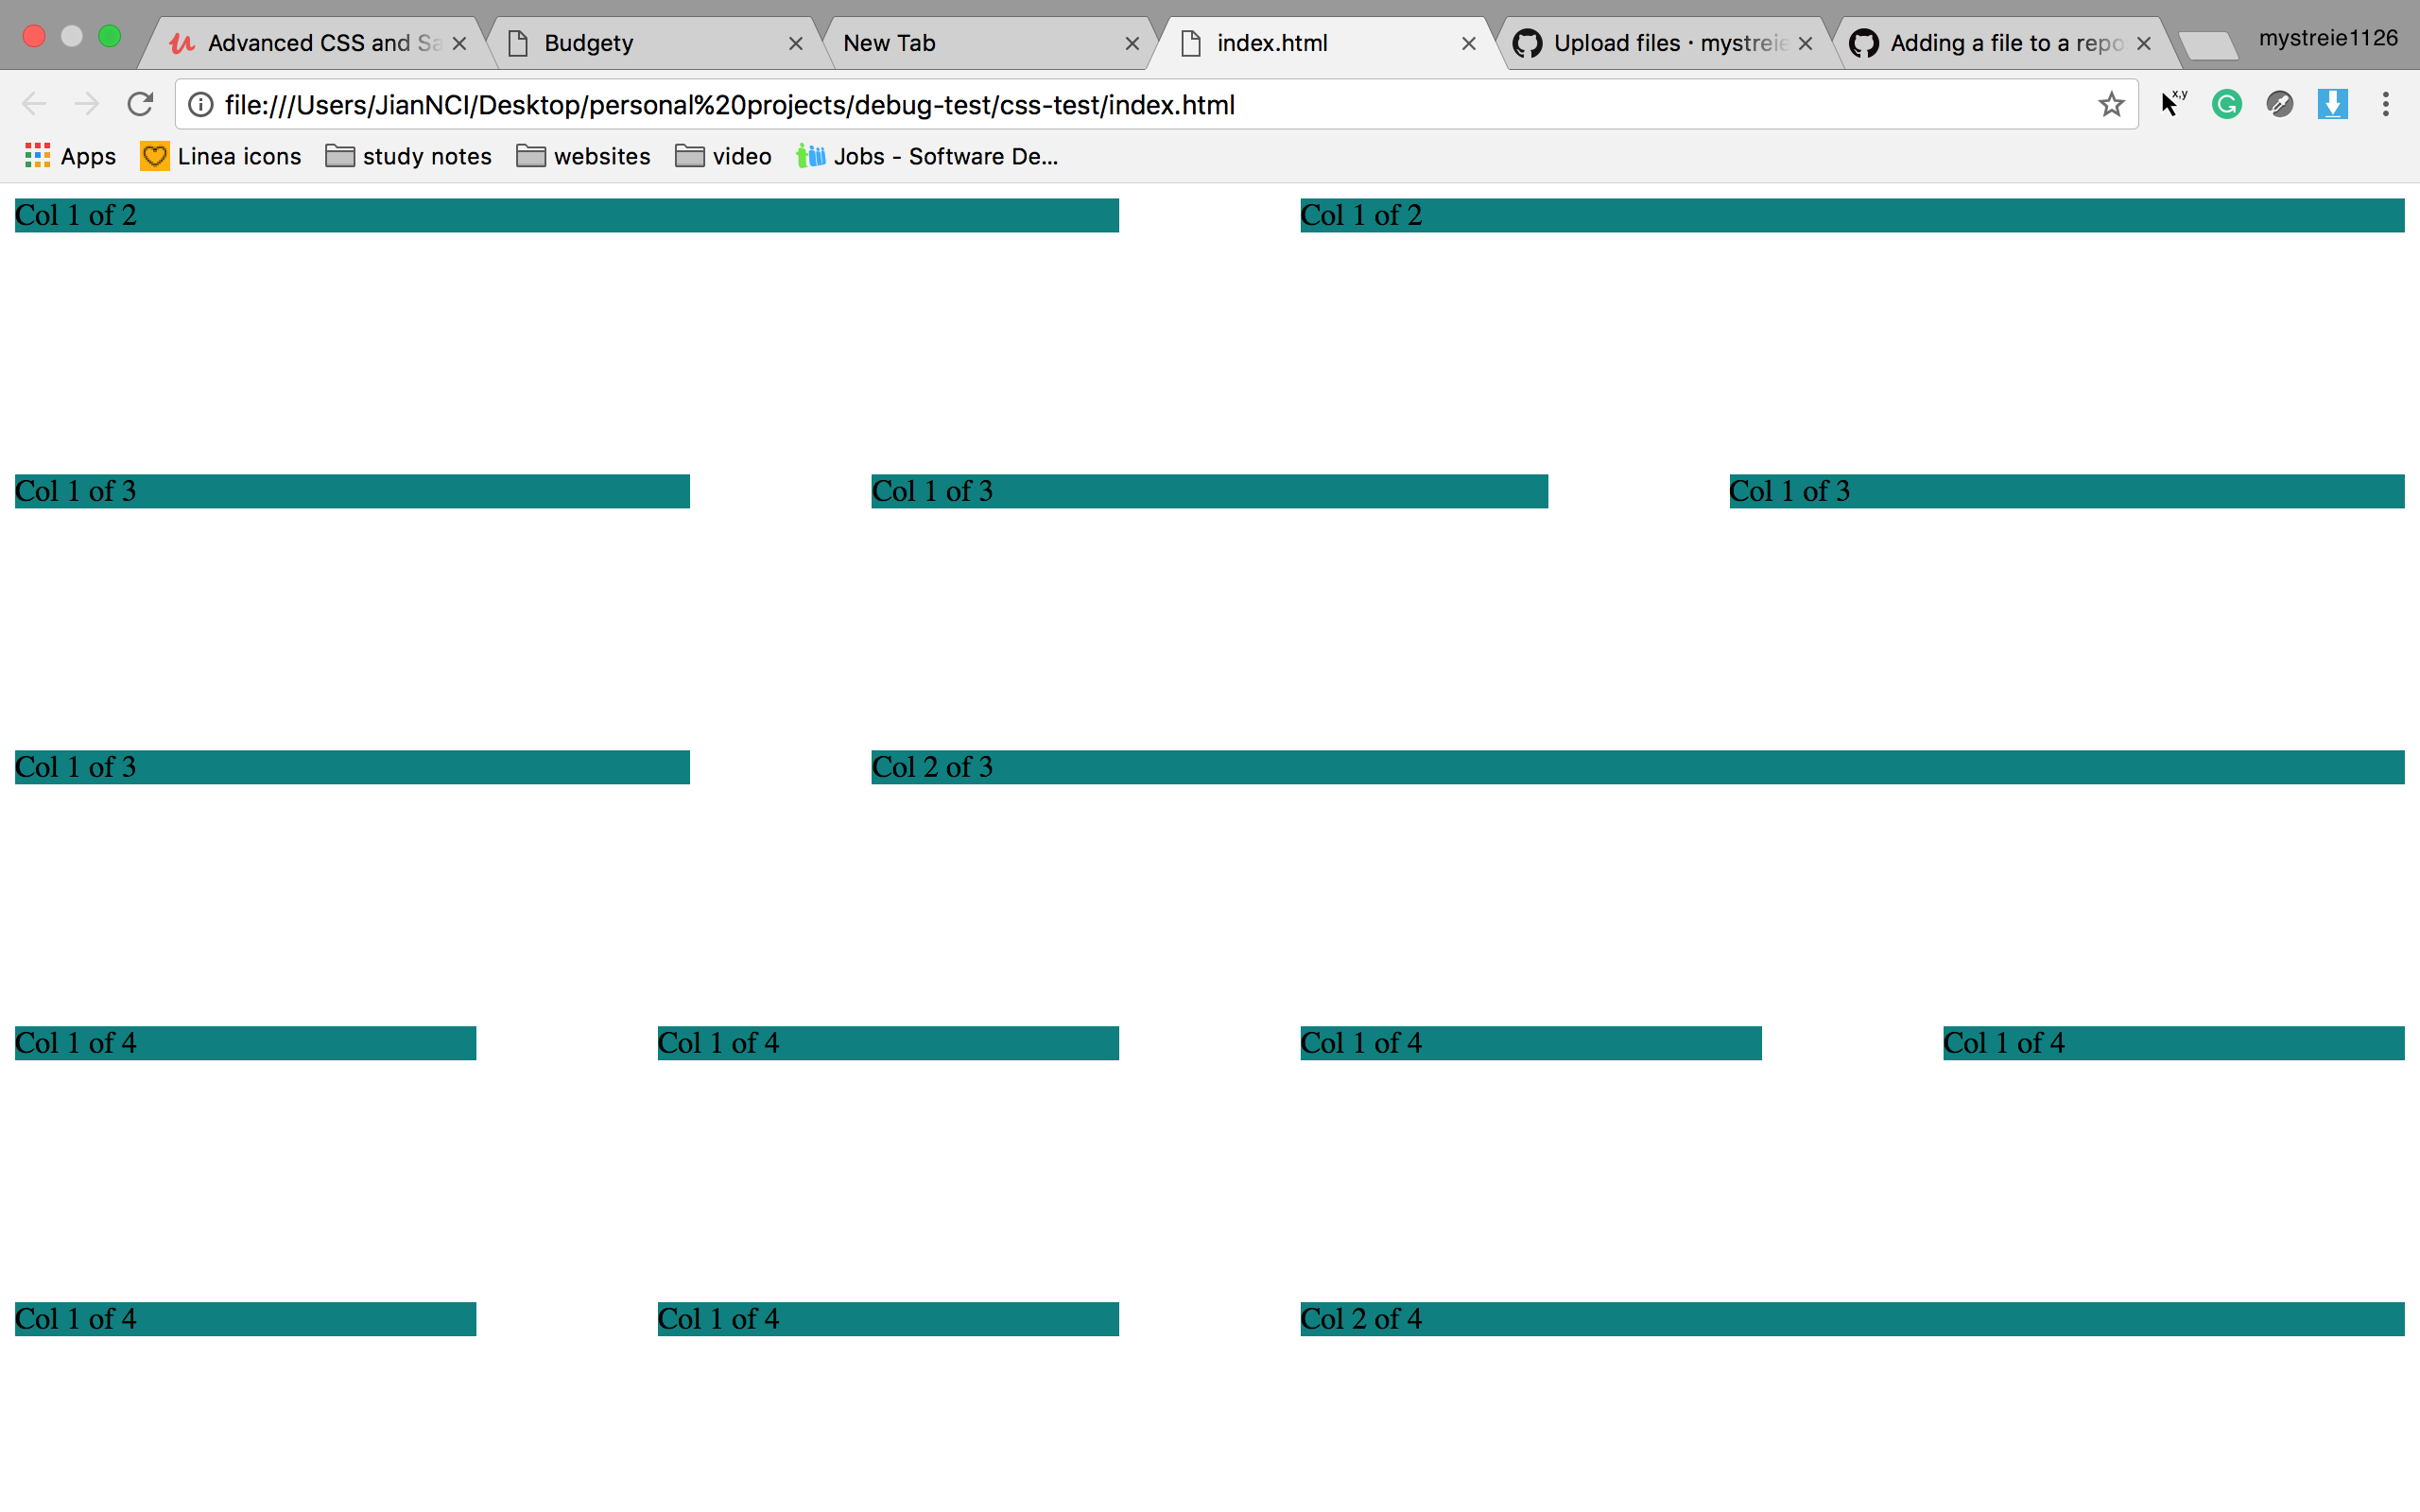 Advanced CSS and Sa
Budgety
New Tab
index.html
Upload files · mystreie
Adding a file to a repo
mystreie1126
file:///Users/JianNCI/Desktop/personal%20projects/debug-test/css-test/index.html
x,y
Apps
Linea icons
study notes
websites
video
Jobs - Software De...
Col 1 of 2 Col 1 of 2
Col 1 of 3 Col 1 of 3 Col 1 of 3
Col 1 of 3 Col 2 of 3
Col 1 of 4 Col 1 of 4 Col 1 of 4 Col 1 of 4
Col 1 of 4 Col 1 of 4 Col 2 of 4